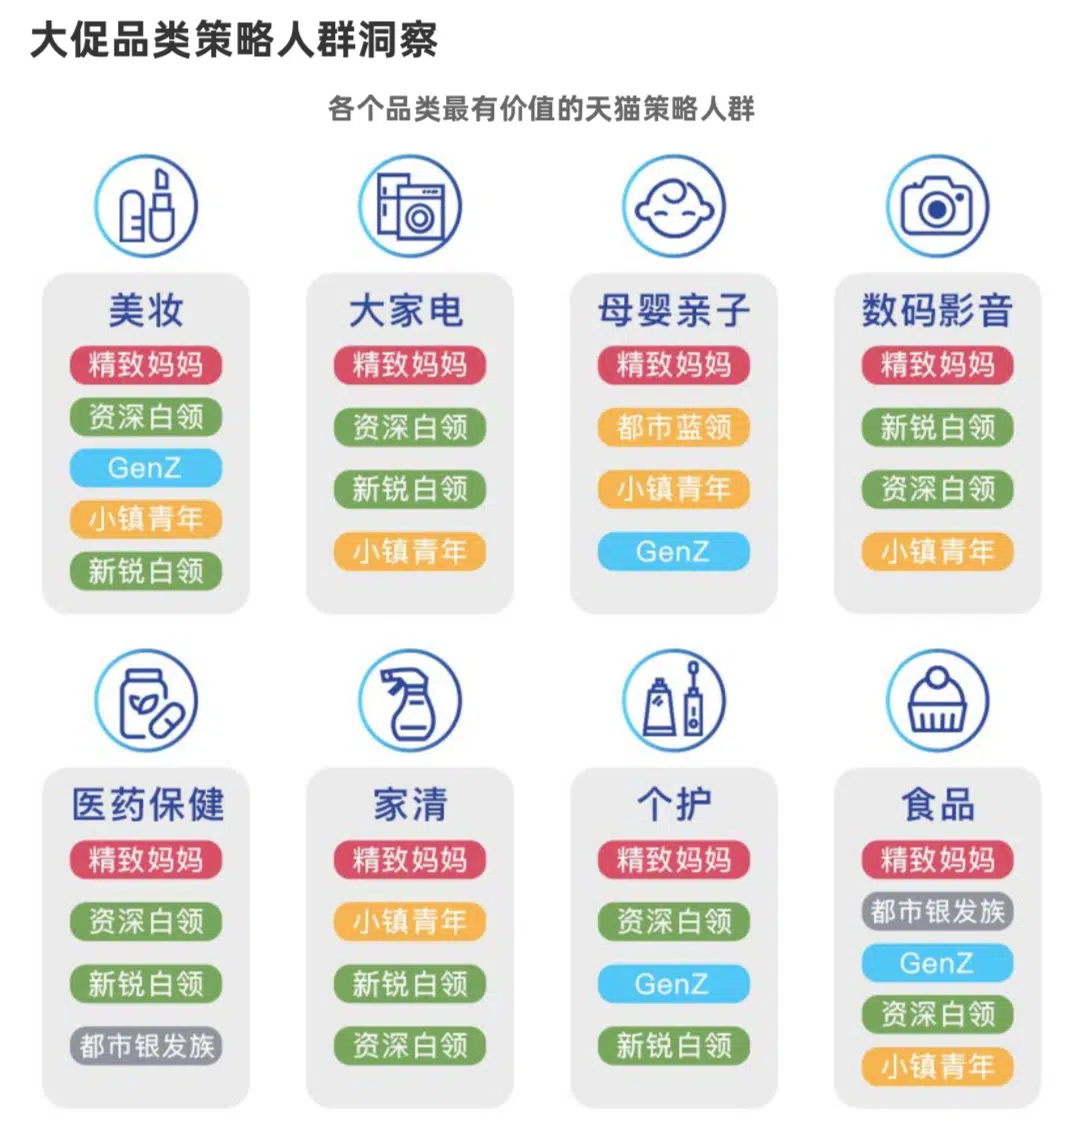 大促品类策略人群洞察
各个品类最有价值的天猫策略人群
美妆
精致妈妈
资深白领
GenZ
小镇青年
新锐白领
大家电
精致妈妈
资深白领
新锐白领
小镇青年
母婴亲子
精致妈妈
都市蓝领
小镇青年
GenZ
数码影音
精致妈妈
新锐白领
资深白领
小镇青年
医药保健
精致妈妈
资深白领
新锐白领
都市银发族
家清
精致妈妈
小镇青年
新锐白领
资深白领
个护
精致妈妈
资深白领
GenZ
新锐白领
食品
精致妈妈
都市银发族
GenZ
资深白领
小镇青年